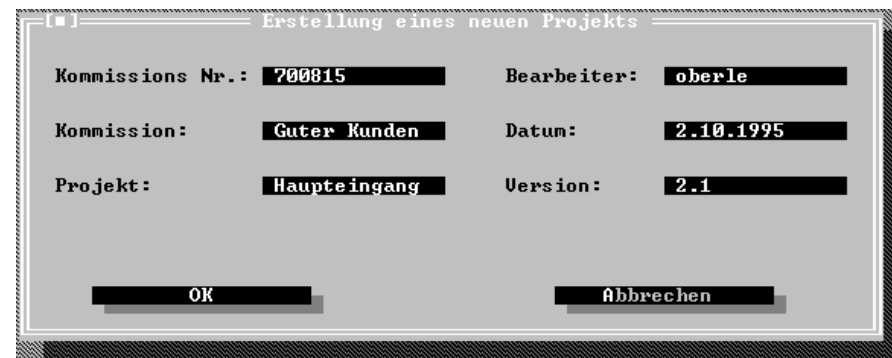 [■] Erstellung eines neuen Projekts
Kommissions Nr.: 700815 Bearbeiter: oberle
Kommission: Guter Kunden Datum: 2.10.1995
Projekt: Haupteingang Version: 2.1
OK Abbrechen